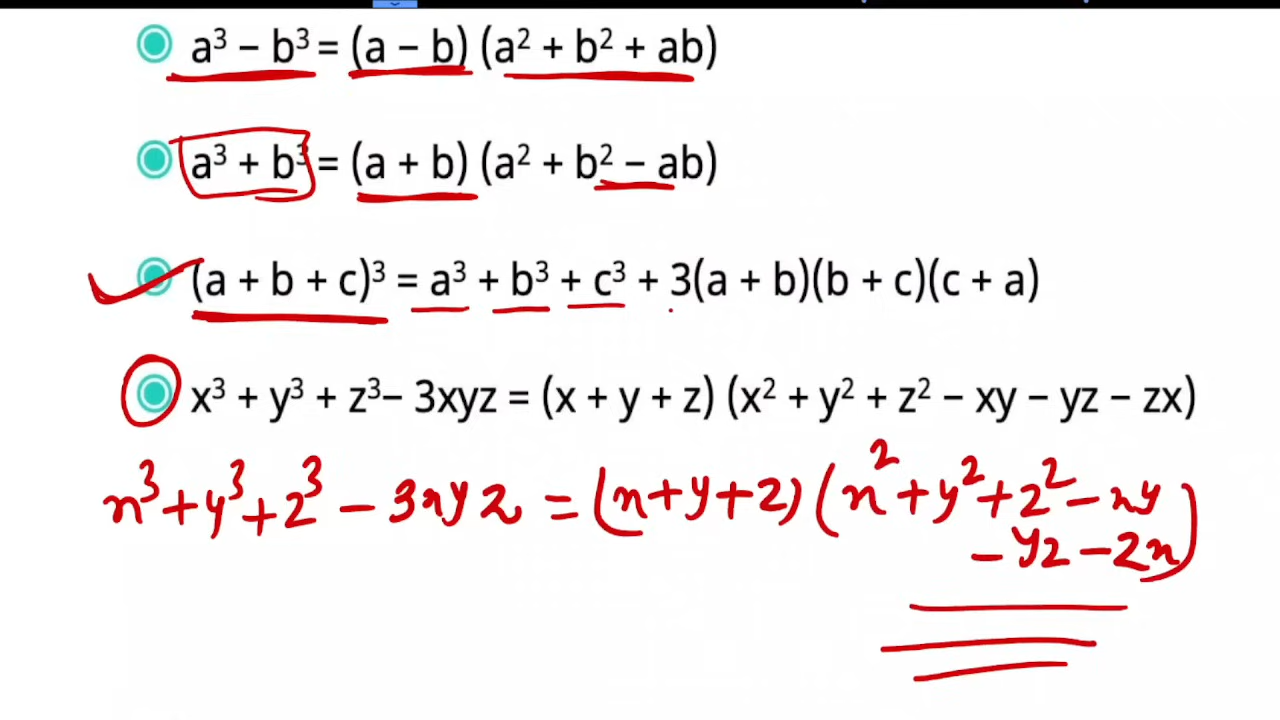 a³ − b³ = (a − b) (a² + b² + ab)
a³ + b³ = (a + b) (a² + b² − ab)
(a + b + c)³ = a³ + b³ + c³ + 3(a + b)(b + c)(c + a)
x³ + y³ + z³− 3xyz = (x + y + z) (x² + y² + z² − xy − yz − zx)
x³ + y³ + z³ − 3xyz = (x+y+z) (x² + y² + z² − xy
− yz − zx)